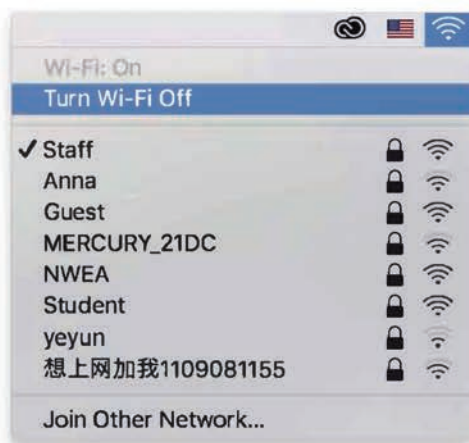 Wi-Fi: On
Turn Wi-Fi Off
Staff
Anna
Guest
MERCURY_21DC
NWEA
Student
yeyun
想上网加我1109081155
Join Other Network...